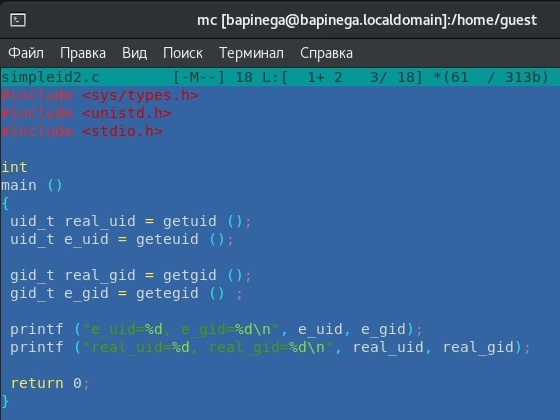 mc [bapinega@bapinega.localdomain]:/home/guest
Файл Правка Вид Поиск Терминал Справка
simpleid2.c [-M--] 18 L:[ 1+ 2 3/ 18] *(61 / 313b)
#include <sys/types.h>
#include <unistd.h>
#include <stdio.h>
int
main ()
{
uid_t real_uid = getuid ();
uid_t e_uid = geteuid ();
gid_t real_gid = getgid ();
gid_t e_gid = getegid () ;
printf ("e_uid=%d, e_gid=%d\n", e_uid, e_gid);
printf ("real_uid=%d, real_gid=%d\n", real_uid, real_gid);
return 0;
}